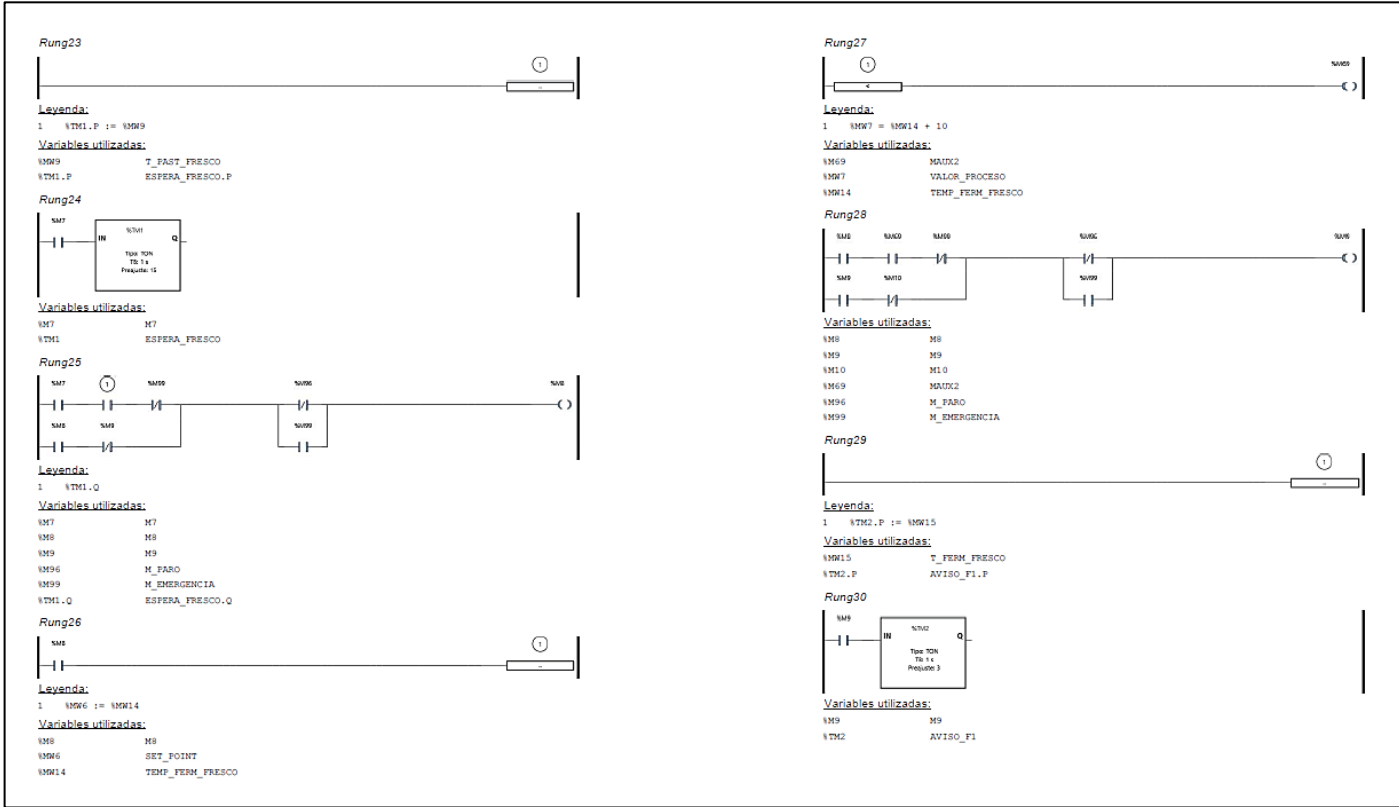 Rung23
1
Leyenda:
1 %TM1.P := %MW9
Variables utilizadas:
%MW9 T_PAST_FRESCO
%TM1.P ESPERA_FRESCO.P
Rung24
%M7
%TM1
IN Q
Tipo: TON
TB: 1 s
Preajuste: 15
Variables utilizadas:
%M7 M7
%TM1 ESPERA_FRESCO
Rung25
%M7 1 %M99 %M96 %M8
%M8 %M9 %M99
Leyenda:
1 %TM1.Q
Variables utilizadas:
%M7 M7
%M8 M8
%M9 M9
%M96 M_PARO
%M99 M_EMERGENCIA
%TM1.Q ESPERA_FRESCO.Q
Rung26
%M8 1
Leyenda:
1 %MW6 := %MW14
Variables utilizadas:
%M8 M8
%MW6 SET_POINT
%MW14 TEMP_FERM_FRESCO
Rung27
1 %M69
<
Leyenda:
1 %MW7 = %MW14 + 10
Variables utilizadas:
%M69 MAUX2
%MW7 VALOR_PROCESO
%MW14 TEMP_FERM_FRESCO
Rung28
%M8 %M69 %M99 %M96 %M9
%M9 %M10 %M99
Variables utilizadas:
%M8 M8
%M9 M9
%M10 M10
%M69 MAUX2
%M96 M_PARO
%M99 M_EMERGENCIA
Rung29
1
Leyenda:
1 %TM2.P := %MW15
Variables utilizadas:
%MW15 T_FERM_FRESCO
%TM2.P AVISO_F1.P
Rung30
%M9
%TM2
IN Q
Tipo: TON
TB: 1 s
Preajuste: 3
Variables utilizadas:
%M9 M9
%TM2 AVISO_F1